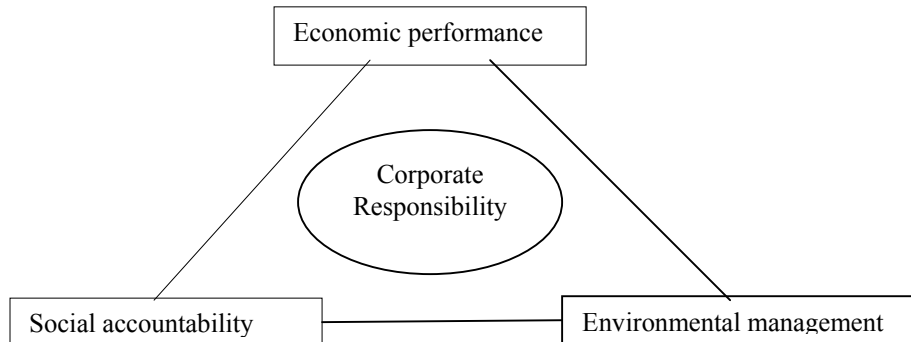 Economic performance
Corporate
Responsibility
Social accountability
Environmental management